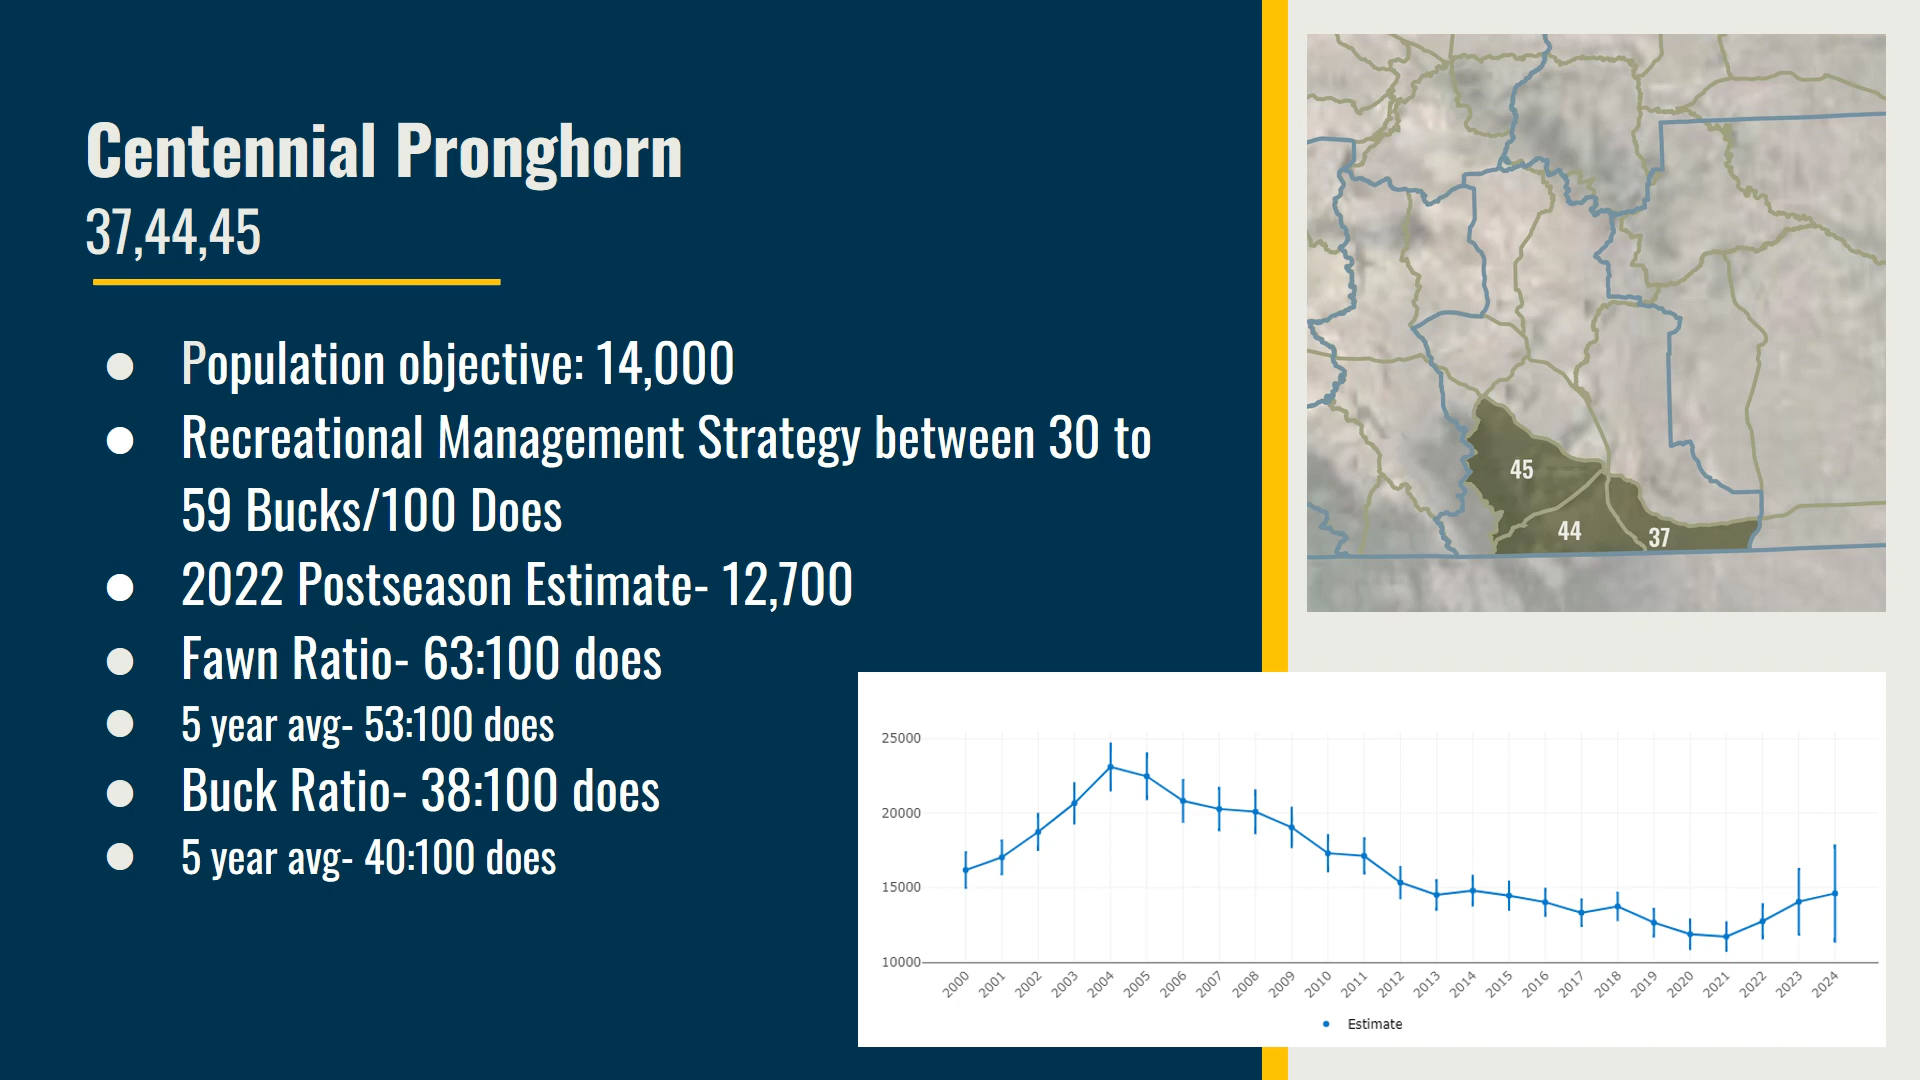 Centennial Pronghorn
37,44,45
Population objective: 14,000
Recreational Management Strategy between 30 to
59 Bucks/100 Does
2022 Postseason Estimate- 12,700
Fawn Ratio- 63:100 does
5 year avg- 53:100 does
Buck Ratio- 38:100 does
5 year avg- 40:100 does
45
44
37
25000
20000
15000
10000
2000 2001 2002 2003 2004 2005 2006 2007 2008 2009 2010 2011 2012 2013 2014 2015 2016 2017 2018 2019 2020 2021 2022 2023 2024
Estimate